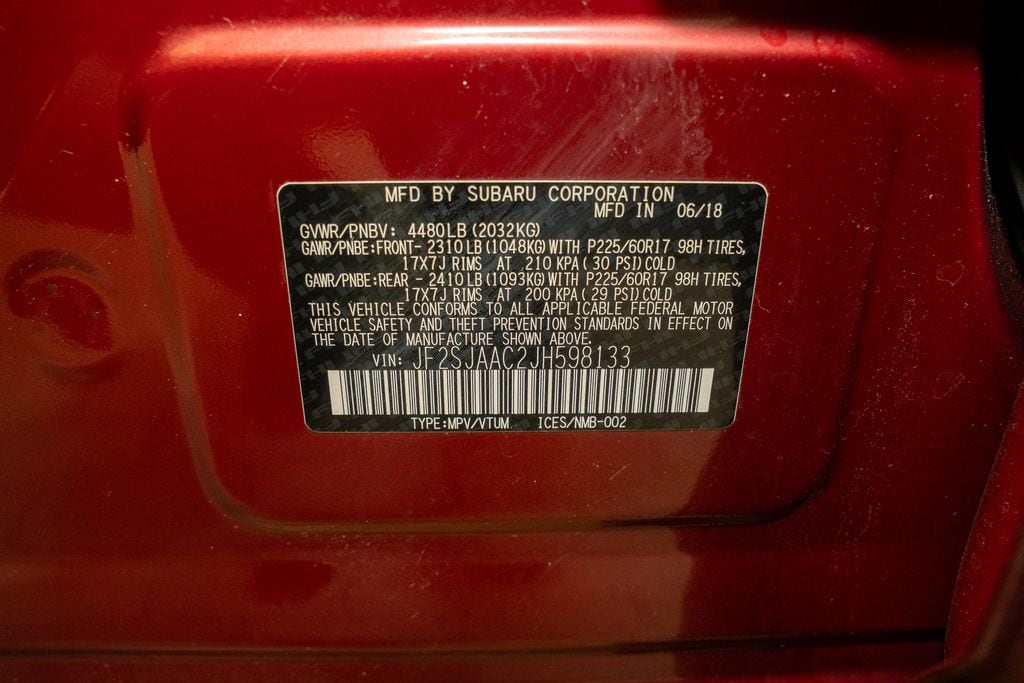 MFD BY SUBARU CORPORATION
MFD IN 06/18
GVWR/PNBV: 4480LB (2032KG)
GAWR/PNBE:FRONT- 2310LB (1048KG) WITH P225/60R17 98H TIRES,
17X7J RIMS AT 210 KPA ( 30 PSI) COLD
GAWR/PNBE:REAR - 2410LB (1093KG) WITH P225/60R17 98H TIRES,
17X7J RIMS AT 200 KPA ( 29 PSI) COLD
THIS VEHICLE CONFORMS TO ALL APPLICABLE FEDERAL MOTOR
VEHICLE SAFETY AND THEFT PREVENTION STANDARDS IN EFFECT ON
THE DATE OF MANUFACTURE SHOWN ABOVE.
VIN: JF2SJAAC2JH598133
TYPE:MPV/VTUM ICES/NMB-002